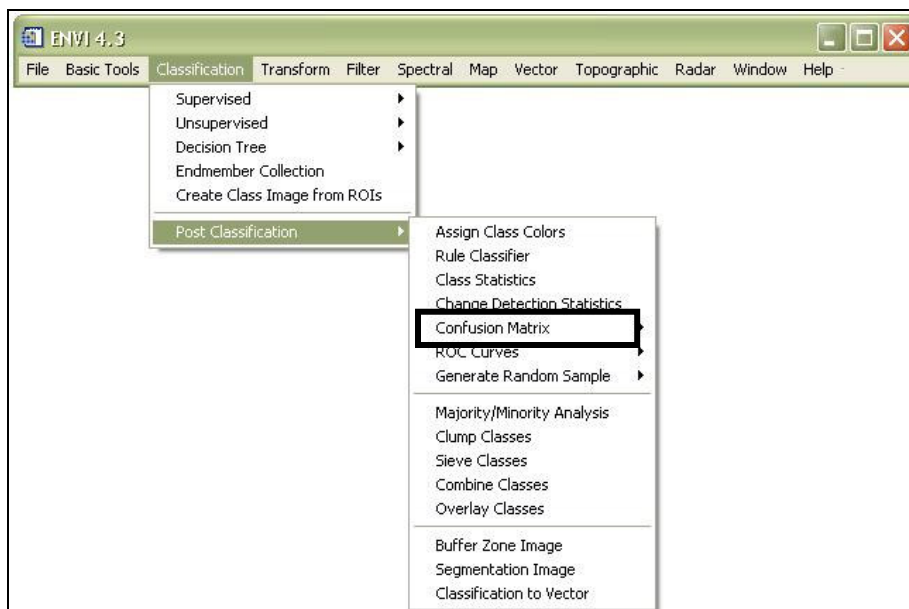 ENVI 4.3
File Basic Tools Classification Transform Filter Spectral Map Vector Topographic Radar Window Help
Supervised
Unsupervised
Decision Tree
Endmember Collection
Create Class Image from ROIs
Post Classification
Assign Class Colors
Rule Classifier
Class Statistics
Change Detection Statistics
Confusion Matrix
ROC Curves
Generate Random Sample
Majority/Minority Analysis
Clump Classes
Sieve Classes
Combine Classes
Overlay Classes
Buffer Zone Image
Segmentation Image
Classification to Vector